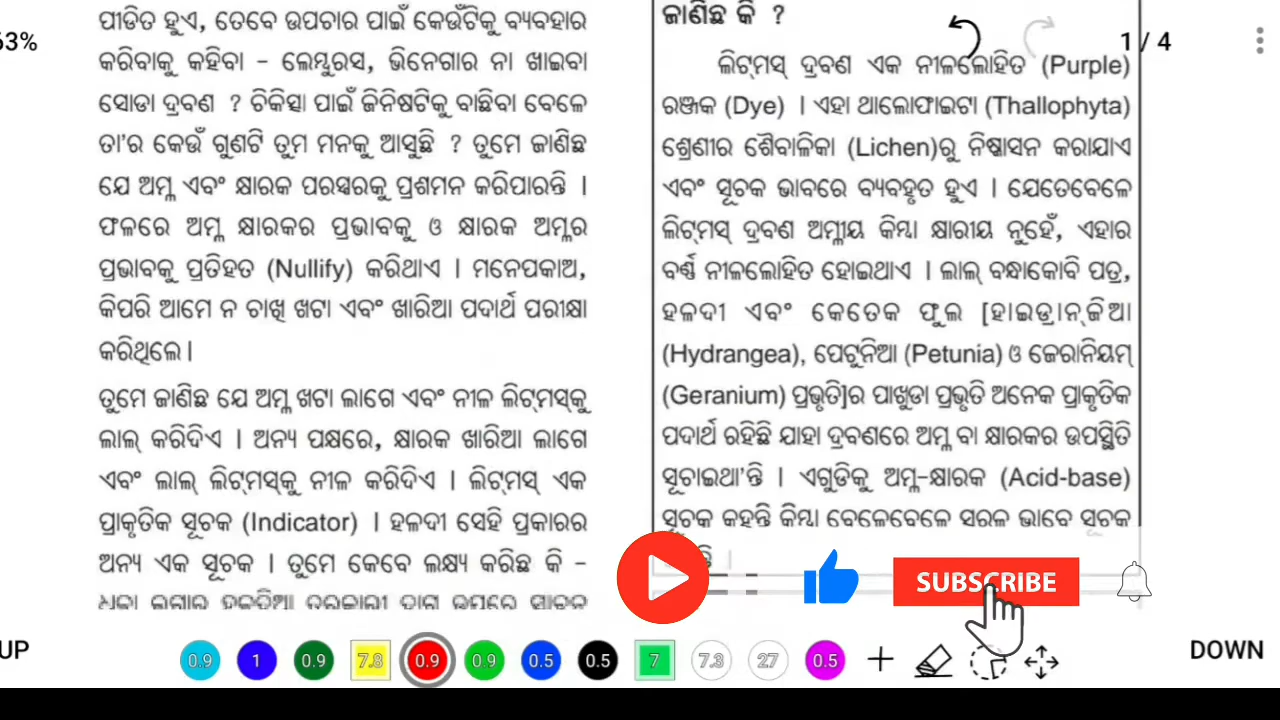 63%
ପୀଡିତ ହୁଏ, ତେବେ ଉପଚାର ପାଇଁ କେଉଁଟିକୁ ବ୍ୟବହାର
କରିବାକୁ କହିବା – ଲେମ୍ବୁରସ, ଭିନେଗାର ନା ଖାଇବା
ସୋଡା ଦ୍ରବଣ ? ଚିକିତ୍ସା ପାଇଁ ଜିନିଷଟିକୁ ବାଛିବା ବେଳେ
ତା'ର କେଉଁ ଗୁଣଟି ତୁମ ମନକୁ ଆସୁଛି ? ତୁମେ ଜାଣିଛ
ଯେ ଅମ୍ଳ ଏବଂ କ୍ଷାରକ ପରସ୍ପରକୁ ପ୍ରଶମନ କରିପାରନ୍ତି ।
ଫଳରେ ଅମ୍ଳ କ୍ଷାରକର ପ୍ରଭାବକୁ ଓ କ୍ଷାରକ ଅମ୍ଳର
ପ୍ରଭାବକୁ ପ୍ରତିହତ (Nullify) କରିଥାଏ । ମନେପକାଅ,
କିପରି ଆମେ ନ ଚାଖି ଖଟା ଏବଂ ଖାରିଆ ପଦାର୍ଥ ପରୀକ୍ଷା
କରିଥିଲେ।
ତୁମେ ଜାଣିଛ ଯେ ଅମ୍ଳ ଖଟା ଲାଗେ ଏବଂ ନୀଳ ଲିଟ୍‌ମସ୍‌କୁ
ଲାଲ୍ କରିଦିଏ । ଅନ୍ୟ ପକ୍ଷରେ, କ୍ଷାରକ ଖାରିଆ ଲାଗେ
ଏବଂ ଲାଲ୍ ଲିଟ୍‌ମସ୍‌କୁ ନୀଳ କରିଦିଏ । ଲିଟ୍‌ମସ୍ ଏକ
ପ୍ରାକୃତିକ ସୂଚକ (Indicator) । ହଳଦୀ ସେହି ପ୍ରକାରର
ଅନ୍ୟ ଏକ ସୂଚକ । ତୁମେ କେବେ ଲକ୍ଷ୍ୟ କରିଛ କି –
ଜାଣିଛ କି ?
1 / 4
ଲିଟ୍‌ମସ୍ ଦ୍ରବଣ ଏକ ନୀଳଲୋହିତ (Purple)
ରଞ୍ଜକ (Dye) । ଏହା ଥାଲୋଫାଇଟା (Thallophyta)
ଶ୍ରେଣୀର ଶୈବାଳିକା (Lichen)ରୁ ନିଷ୍କାସନ କରାଯାଏ
ଏବଂ ସୂଚକ ଭାବରେ ବ୍ୟବହୃତ ହୁଏ । ଯେତେବେଳେ
ଲିଟ୍‌ମସ୍ ଦ୍ରବଣ ଅମ୍ଳୀୟ କିମ୍ବା କ୍ଷାରୀୟ ନୁହେଁ, ଏହାର
ବର୍ଣ୍ଣ ନୀଳଲୋହିତ ହୋଇଥାଏ । ଲାଲ୍ ବନ୍ଧାକୋବି ପତ୍ର,
ହଳଦୀ ଏବଂ କେତେକ ଫୁଲ [ହାଇଡ୍ରାନ୍‌ଜିଆ
(Hydrangea), ପେଟୁନିଆ (Petunia) ଓ ଜେରାନିୟମ୍
(Geranium) ପ୍ରଭୃତି]ର ପାଖୁଡା ପ୍ରଭୃତି ଅନେକ ପ୍ରାକୃତିକ
ପଦାର୍ଥ ରହିଛି ଯାହା ଦ୍ରବଣରେ ଅମ୍ଳ ବା କ୍ଷାରକର ଉପସ୍ଥିତି
ସୂଚାଇଥା'ନ୍ତି । ଏଗୁଡିକୁ ଅମ୍ଳ-କ୍ଷାରକ (Acid-base)
ସୂଚକ କହନ୍ତି କିମ୍ବା ବେଳେବେଳେ ସରଳ ଭାବେ ସୂଚକ
SUBSCRIBE
UP
0.9 1 0.9 7.8 0.9 0.9 0.5 0.5 7 7.3 27 0.5
DOWN